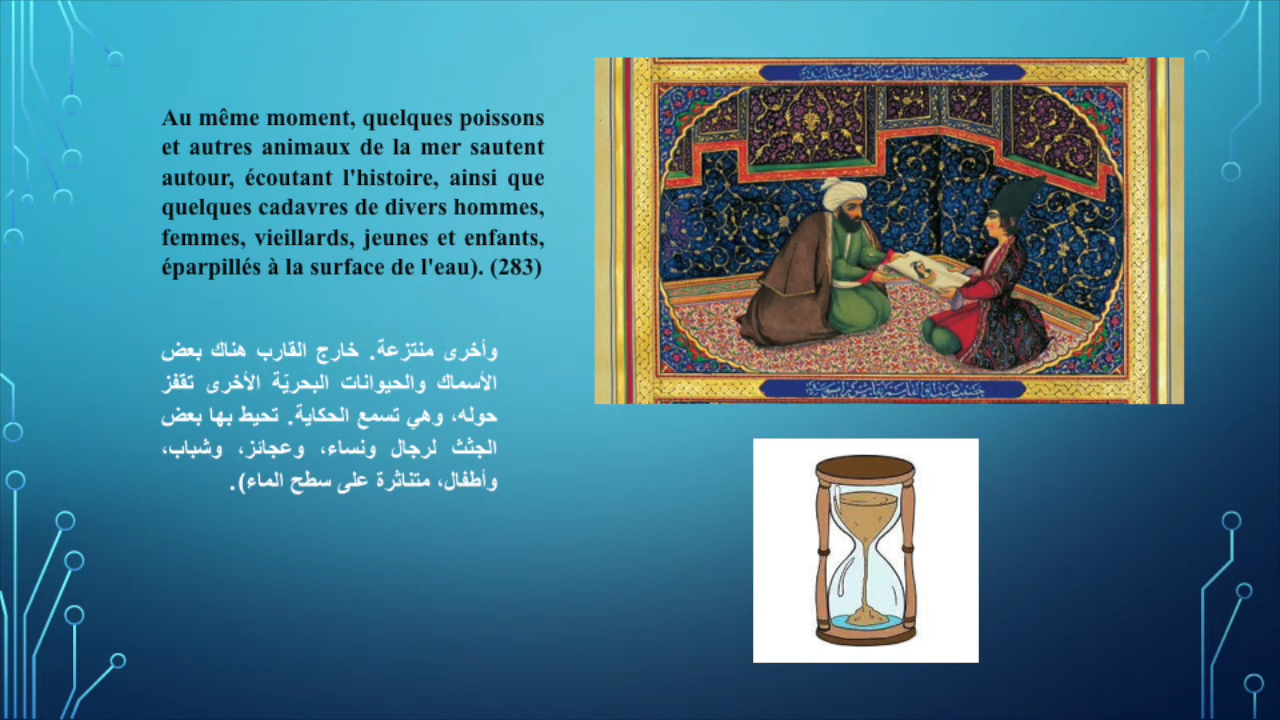 Au même moment, quelques poissons
et autres animaux de la mer sautent
autour, écoutant l'histoire, ainsi que
quelques cadavres de divers hommes,
femmes, vieillards, jeunes et enfants,
éparpillés à la surface de l'eau). (283)
وأخرى منتزعة. خارج القارب هناك بعض
الأسماك والحيوانات البحريّة الأخرى تقفز
حوله، وهي تسمع الحكاية. تحيط بها بعض
الجثث لرجال ونساء، وعجائز، وشباب،
وأطفال، متناثرة على سطح الماء).